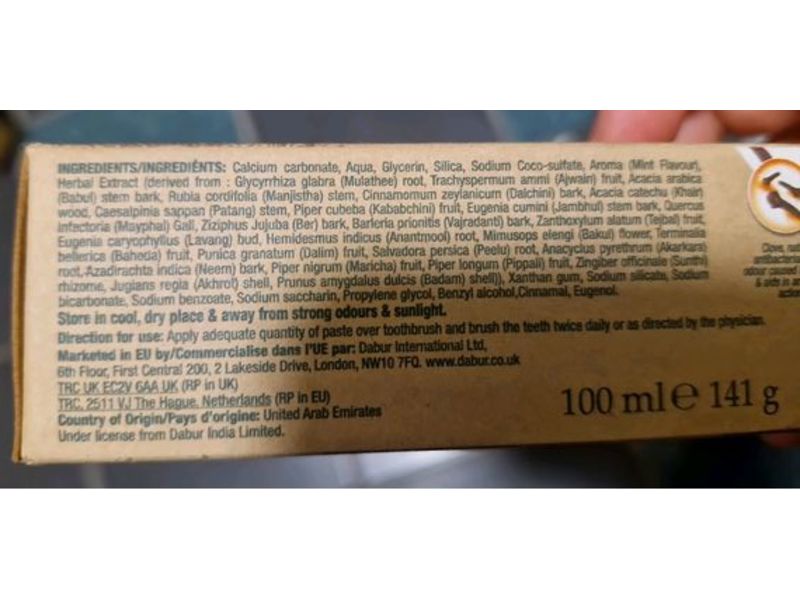 INGREDIENTS/INGREDIÉNTS: Calcium carbonate, Aqua, Glycerin, Silica, Sodium Coco-sulfate, Aroma (Mint Flavour),
Herbal Extract (derived from : Glycyrrhiza glabra (Mulathee) root, Trachyspermum ammi (Ajwain) fruit, Acacia arabica
(Babul) stem bark, Rubia cordifolia (Manjistha) stem, Cinnamomum zeylanicum (Dalchini) bark, Acacia catechu (Khair)
wood, Caesalpinia sappan (Patang) stem, Piper cubeba (Kababchini) fruit, Eugenia cumini (Jambhul) stem bark, Quercus
infectoria (Mayphal) Gall, Ziziphus Jujuba (Ber) bark, Barleria prionitis (Vajradanti) bark, Zanthoxylum alatum (Tejbal) fruit,
Eugenia caryophyllus (Lavang) bud, Hemidesmus indicus (Anantmool) root, Mimusops elengi (Bakul) flower, Terminalia
bellerica (Baheda) fruit, Punica granatum (Dalim) fruit, Salvadora persica (Peelu) root, Anacyclus pyrethrum (Akarkara)
root, Azadirachta indica (Neem) bark, Piper nigrum (Maricha) fruit, Piper longum (Pippali) fruit, Zingiber officinale (Sunthi)
rhizome, Juglans regia (Akhrot) shell, Prunus amygdalus dulcis (Badam) shell)), Xanthan gum, Sodium silicate, Sodium
bicarbonate, Sodium benzoate, Sodium saccharin, Propylene glycol, Benzyl alcohol,Cinnamal, Eugenol.
Store in cool, dry place & away from strong odours & sunlight.
Direction for use: Apply adequate quantity of paste over toothbrush and brush the teeth twice daily or as directed by the physician.
Marketed in EU by/Commercialise dans l'UE par: Dabur International Ltd,
6th Floor, First Central 200, 2 Lakeside Drive, London, NW10 7FQ. www.dabur.co.uk
TRC UK EC2V 6AA UK (RP in UK)
TRC, 2511 VJ The Hague, Netherlands (RP in EU)
Country of Origin/Pays d'origine: United Arab Emirates
Under license from Dabur India Limited.
100 ml e 141 g
Clove,
antibacterial
odour caused
& aids in